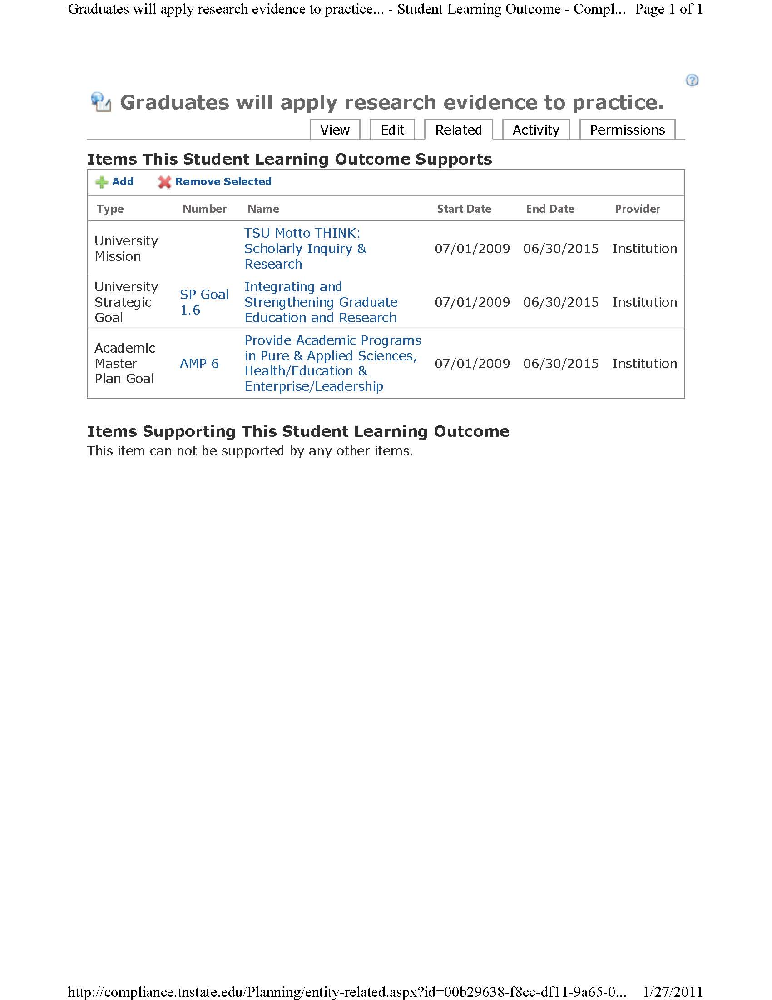 Graduates will apply research evidence to practice... - Student Learning Outcome - Compl... Page 1 of 1
Graduates will apply research evidence to practice.
View Edit Related Activity Permissions
Items This Student Learning Outcome Supports
Add Remove Selected
Type Number Name Start Date End Date Provider
University
Mission
TSU Motto THINK:
Scholarly Inquiry &
Research
07/01/2009 06/30/2015 Institution
University
Strategic
Goal
SP Goal
1.6
Integrating and
Strengthening Graduate
Education and Research
07/01/2009 06/30/2015 Institution
Academic
Master
Plan Goal
AMP 6
Provide Academic Programs
in Pure & Applied Sciences,
Health/Education &
Enterprise/Leadership
07/01/2009 06/30/2015 Institution
Items Supporting This Student Learning Outcome
This item can not be supported by any other items.
http://compliance.tnstate.edu/Planning/entity-related.aspx?id=00b29638-f8cc-df11-9a65-0... 1/27/2011